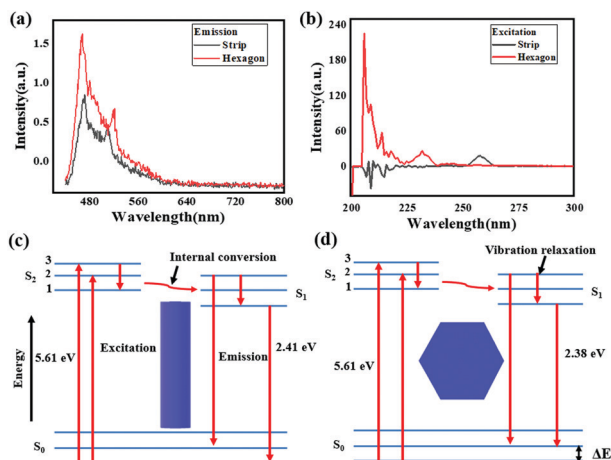 (a)
Emission
Strip
Hexagon
Intensity(a.u.)
1.5
1.0
0.5
0.0
480
560
640
720
800
Wavelength(nm)
(b)
Excitation
Strip
Hexagon
Intensity(a.u.)
240
180
120
60
0
200
225
250
275
300
Wavelength(nm)
(c)
Internal conversion
3
S2
2
1
S1
Energy
5.61 eV
Excitation
Emission
2.41 eV
S0
(d)
Vibration relaxation
3
S2
2
1
S1
5.61 eV
2.38 eV
S0
ΔE